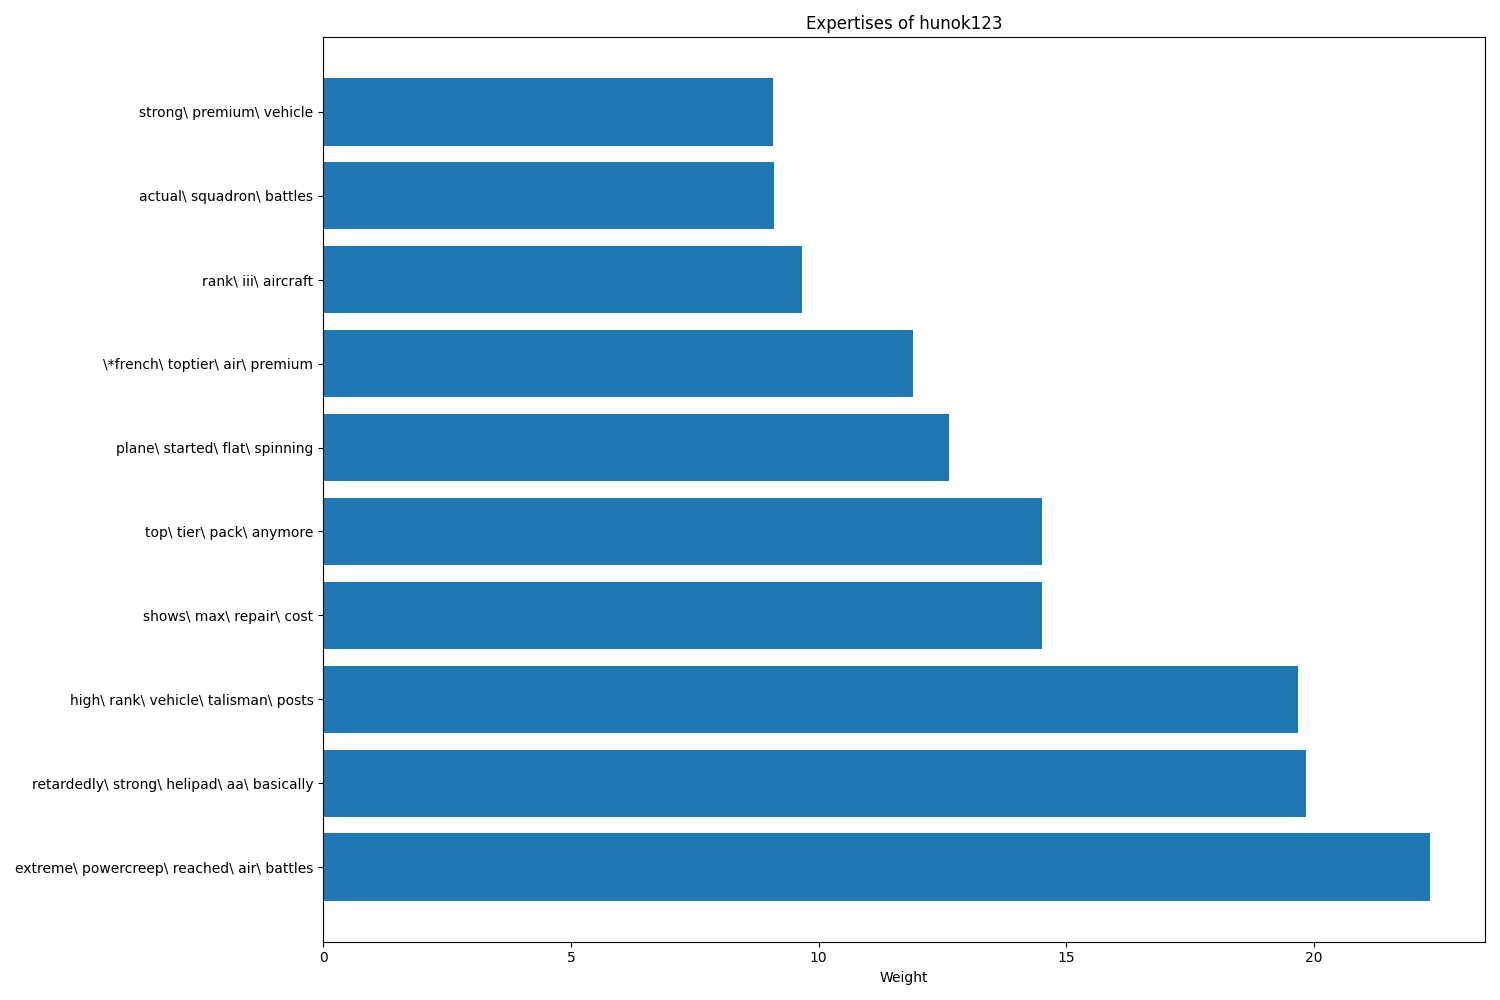 Expertises of hunok123
strong\ premium\ vehicle
actual\ squadron\ battles
rank\ iii\ aircraft
\*french\ toptier\ air\ premium
plane\ started\ flat\ spinning
top\ tier\ pack\ anymore
shows\ max\ repair\ cost
high\ rank\ vehicle\ talisman\ posts
retardedly\ strong\ helipad\ aa\ basically
extreme\ powercreep\ reached\ air\ battles
0 5 10 15 20
Weight